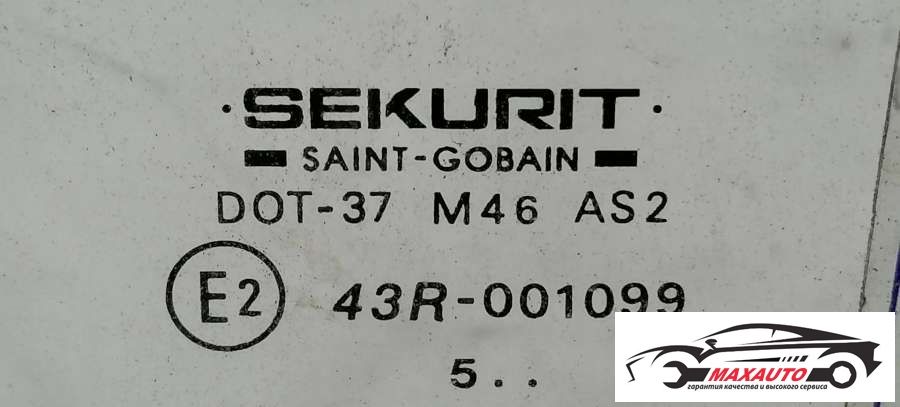 ·SEKURIT·
SAINT-GOBAIN
DOT-37 M46 AS2
E2 43R-001099
5..
MAXAUTO
гарантия качества и высокого сервиса